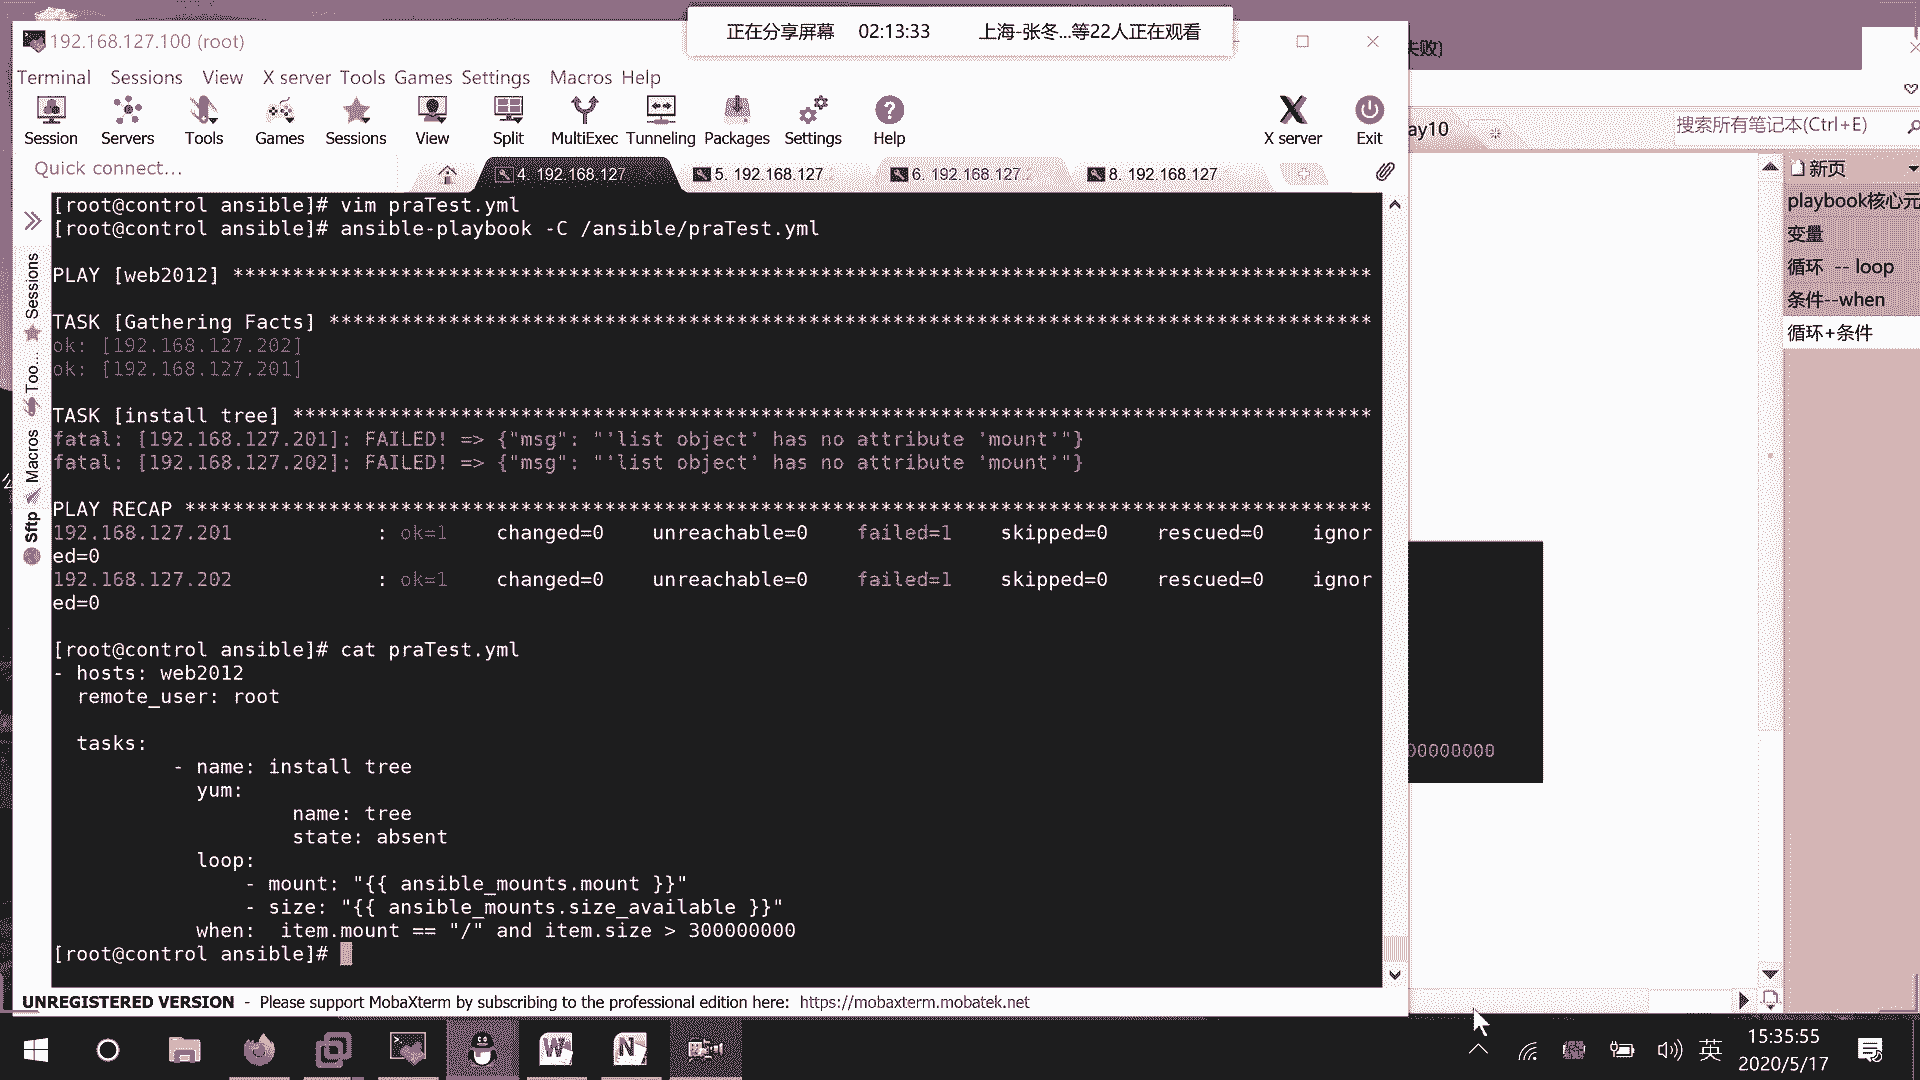 正在分享屏幕 02:13:33 上海-张冬...等22人正在观看
192.168.127.100 (root)
失败)
Terminal Sessions View X server Tools Games Settings Macros Help
Session Servers Tools Games Sessions View Split MultiExec Tunneling Packages Settings Help X server Exit
ay10
搜索所有笔记本(Ctrl+E)
Quick connect...
4. 192.168.127
5. 192.168.127.
6. 192.168.127.
8. 192.168.127.
新页
playbook核心元
变量
循环 -- loop
条件--when
循环+条件
Sessions
Too...
Macros
Sftp
[root@control ansible]# vim praTest.yml
[root@control ansible]# ansible-playbook -C /ansible/praTest.yml
PLAY [web2012] ***********************************************************************************************
TASK [Gathering Facts] ***************************************************************************************
ok: [192.168.127.202]
ok: [192.168.127.201]
TASK [install tree] ******************************************************************************************
fatal: [192.168.127.201]: FAILED! => {"msg": "'list object' has no attribute 'mount'"}
fatal: [192.168.127.202]: FAILED! => {"msg": "'list object' has no attribute 'mount'"}
PLAY RECAP ***************************************************************************************************
192.168.127.201 : ok=1 changed=0 unreachable=0 failed=1 skipped=0 rescued=0 ignor
ed=0
192.168.127.202 : ok=1 changed=0 unreachable=0 failed=1 skipped=0 rescued=0 ignor
ed=0
[root@control ansible]# cat praTest.yml
- hosts: web2012
  remote_user: root
  tasks:
          - name: install tree
            yum:
                    name: tree
                    state: absent
            loop:
                - mount: "{{ ansible_mounts.mount }}"
                - size: "{{ ansible_mounts.size_available }}"
            when:  item.mount == "/" and item.size > 300000000
[root@control ansible]#
00000000
UNREGISTERED VERSION - Please support MobaXterm by subscribing to the professional edition here: https://mobaxterm.mobatek.net
英
15:35:55
2020/5/17